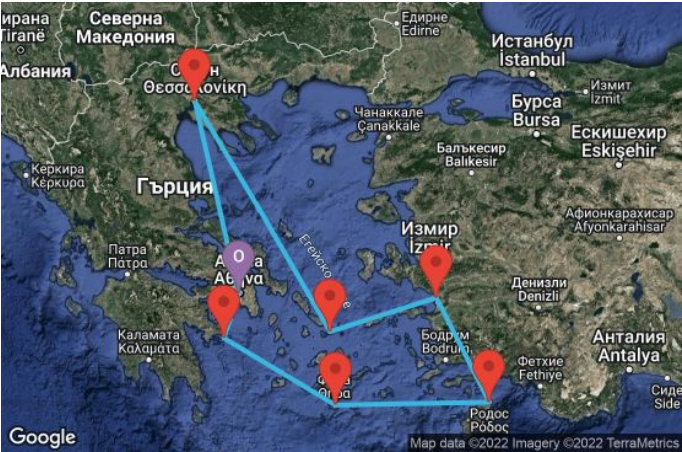 ирана
Tiranë
Северна
Македония
Едирне
Edirne
Истанбул
İstanbul
Албания
Θεσσαλονίκη
Измит
İzmit
Чанаккале
Çanakkale
Бурса
Bursa
Ескишехир
Eskişehir
Балъкесир
Balıkesir
Керкира
Κέρκυρα
Гърция
Афионкарахисар
Afyonkarahisar
Измир
İzmir
Патра
Πάτρα
O
Αθήνα
Денизли
Denizli
Каламата
Καλαμάτα
Бодрум
Bodrum
Анталия
Antalya
Фетхие
Fethiye
Сиде
Side
Родос
Ρόδος
Google
Map data ©2022 Imagery ©2022 TerraMetrics